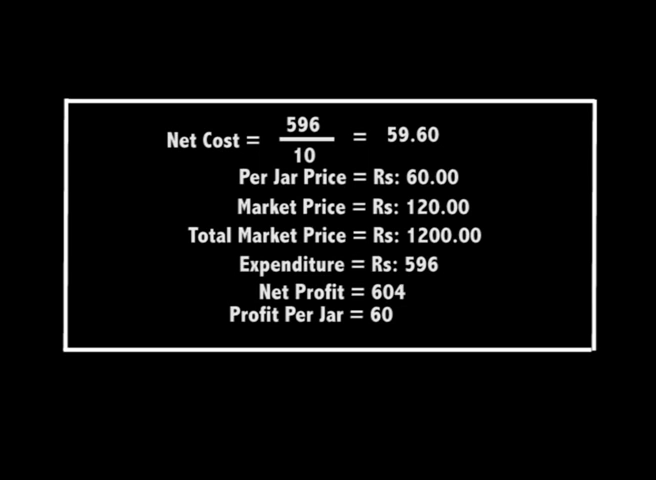 Net Cost = 596/10 = 59.60
Per Jar Price = Rs: 60.00
Market Price = Rs: 120.00
Total Market Price = Rs: 1200.00
Expenditure = Rs: 596
Net Profit = 604
Profit Per Jar = 60